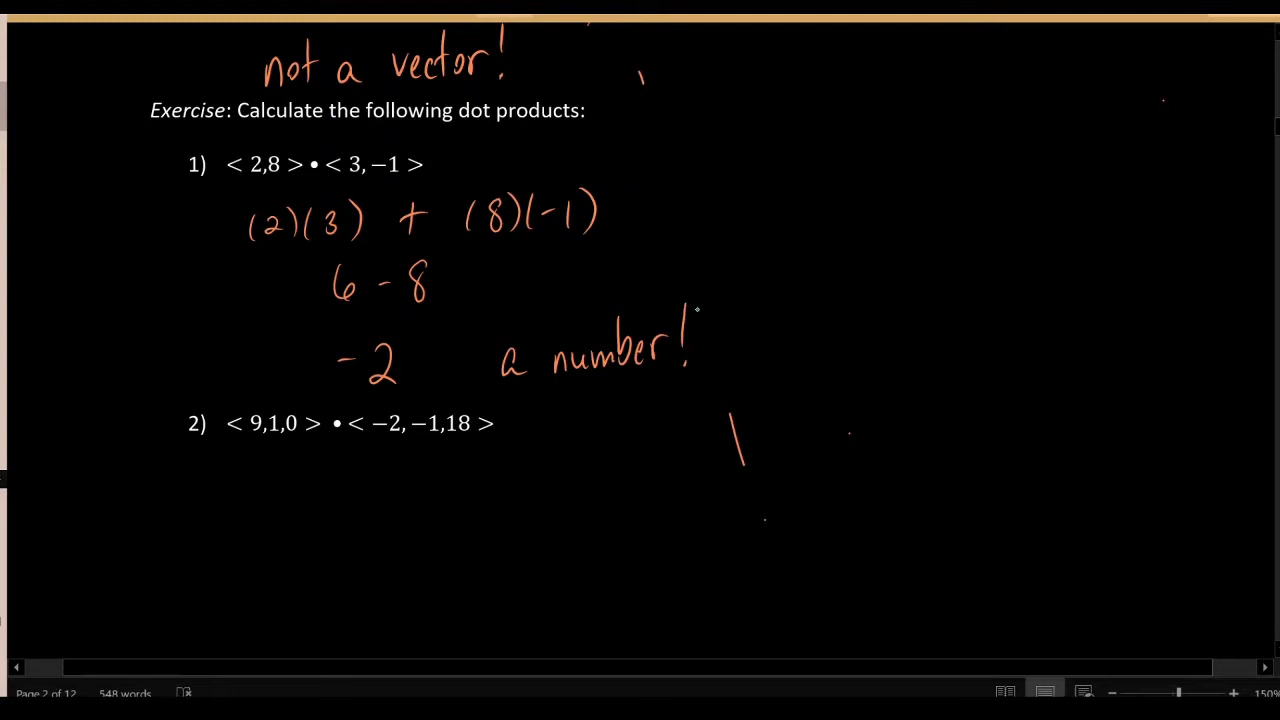 not a vector!
Exercise: Calculate the following dot products:
1) < 2,8 > • < 3, −1 >
(2)(3) + (8)(-1)
6 - 8
- 2 a number!
2) < 9,1,0 > • < −2, −1,18 >
Page 2 of 12 548 words 150%